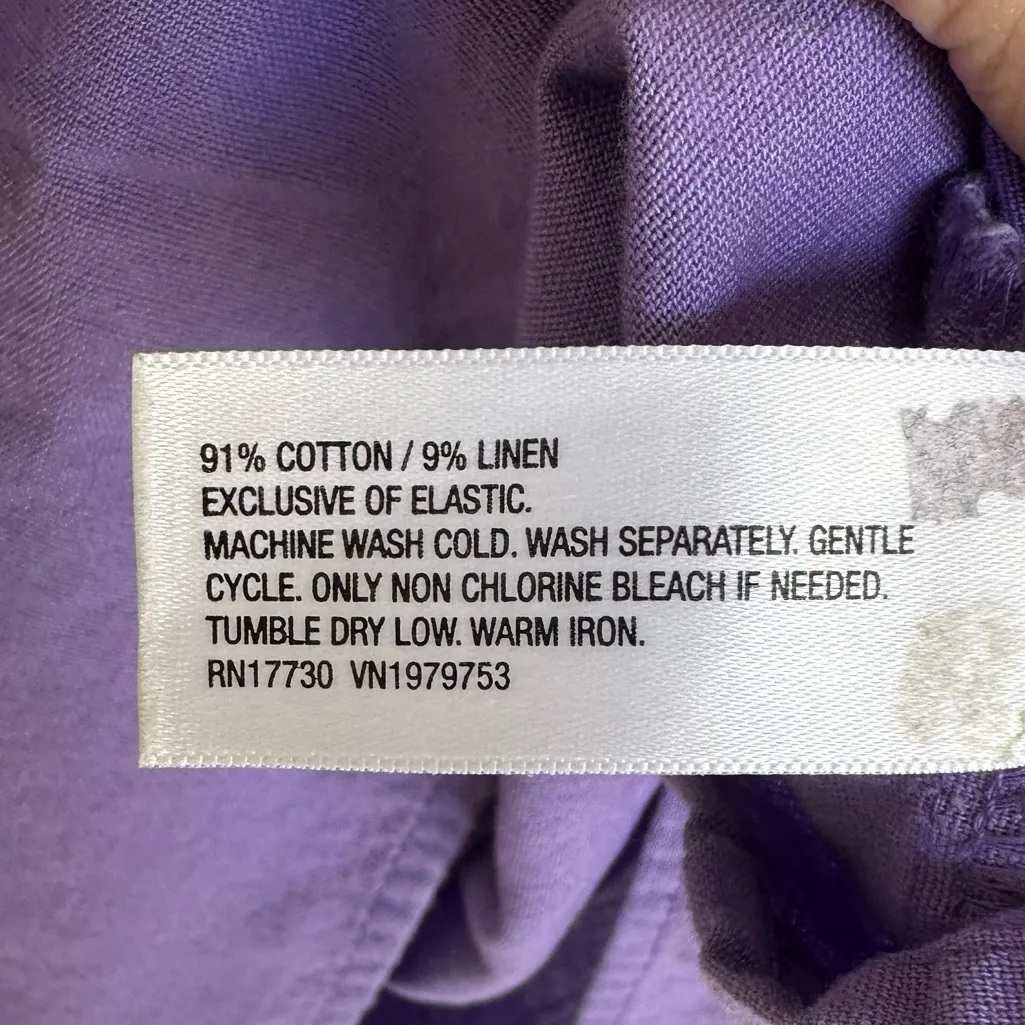 91% COTTON / 9% LINEN
EXCLUSIVE OF ELASTIC.
MACHINE WASH COLD. WASH SEPARATELY. GENTLE
CYCLE. ONLY NON CHLORINE BLEACH IF NEEDED.
TUMBLE DRY LOW. WARM IRON.
RN17730 VN1979753